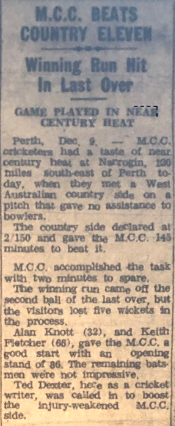 M.C.C. BEATS
COUNTRY ELEVEN
Winning Run Hit
In Last Over
GAME PLAYED IN NEAR
CENTURY HEAT
Perth, Dec. 9. — M.C.C.
cricketers had a taste of near
century heat at Narrogin, 120
miles south-east of Perth to-
day, when they met a West
Australian country side on a
pitch that gave no assistance to
bowlers.
The country side declared at
2/150 and gave the M.C.C. 145
minutes to beat it.
M.C.C. accomplished the task
with two minutes to spare.
The winning run came off the
second ball of the last over, but
the visitors lost five wickets in
the process.
Alan Knott (32), and Keith
Fletcher (66), gave the M.C.C. a
good start with an opening
stand of 86. The remaining bats-
men were not impressive.
Ted Dexter, here as a cricket
writer, was called in to boost
the injury-weakened M.C.C.
side.